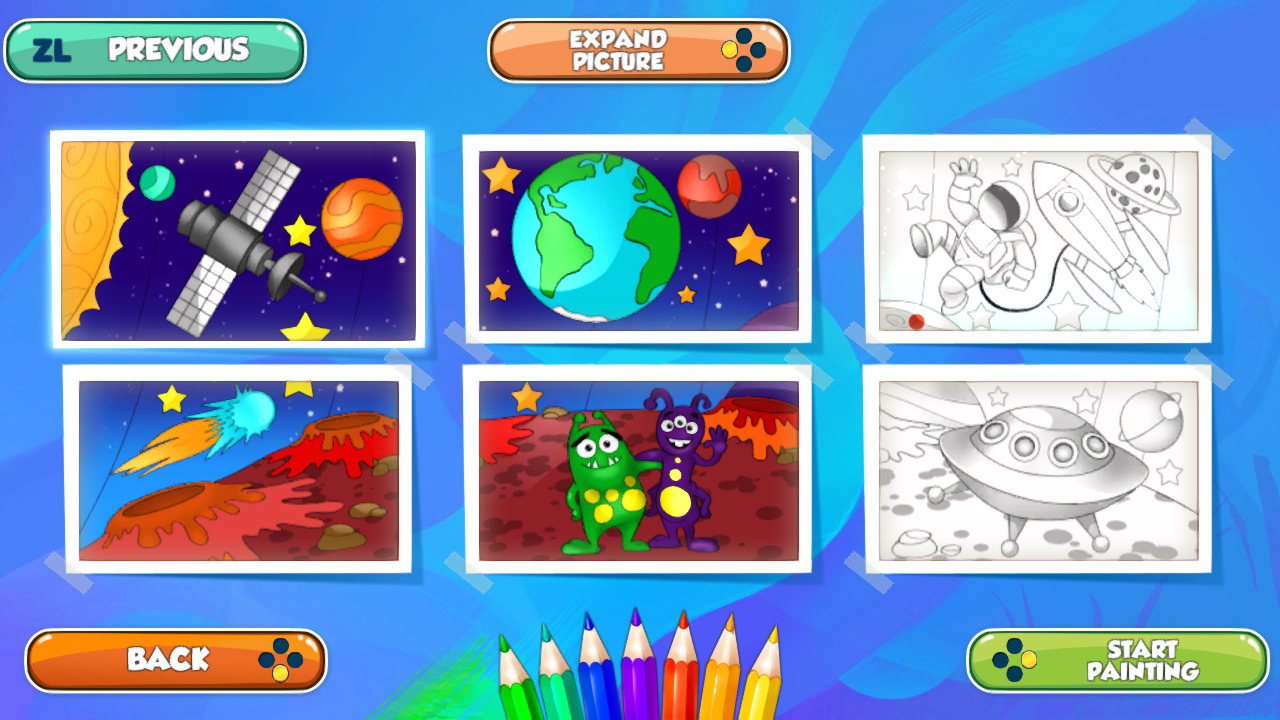 ZL PREVIOUS
EXPAND
PICTURE
BACK
START
PAINTING